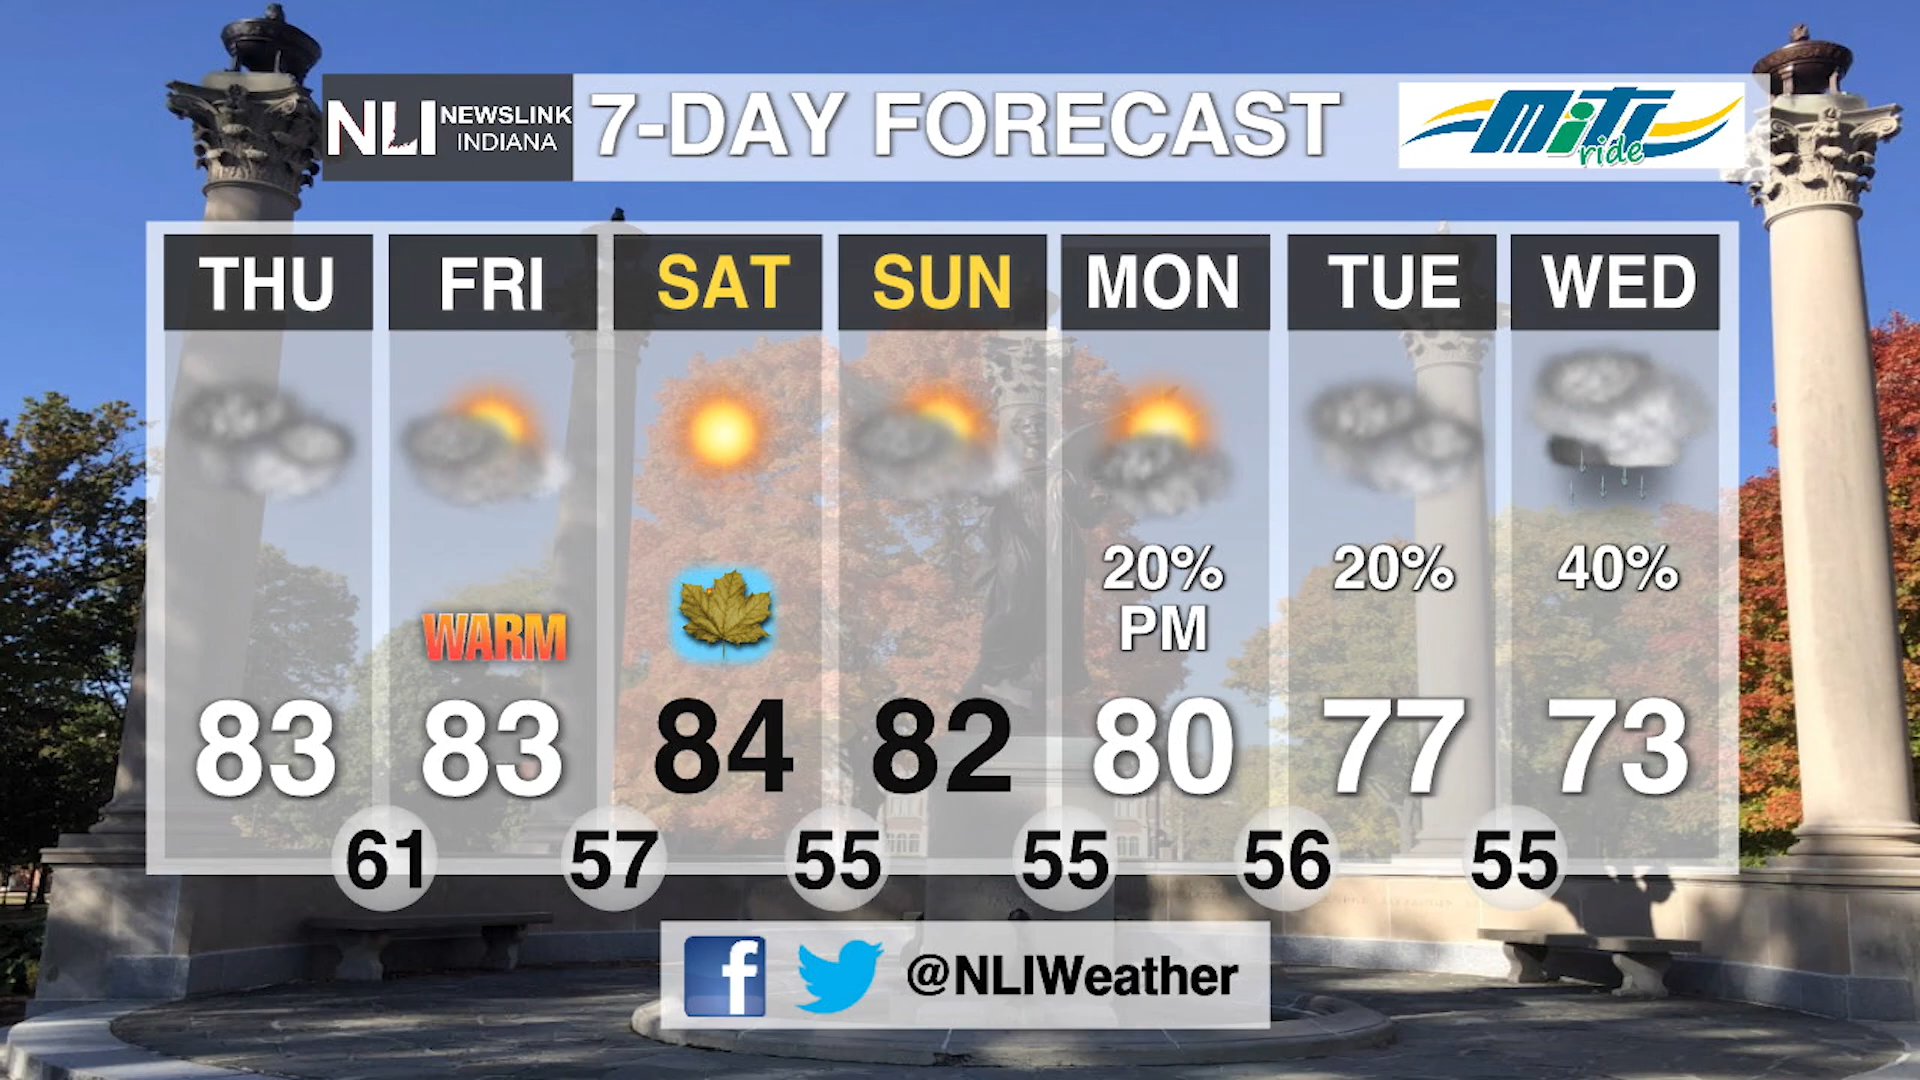 NLI NEWSLINK INDIANA
7-DAY FORECAST
MiTS ride
THU FRI SAT SUN MON TUE WED
20% 20% 40%
PM
WARM
83 83 84 82 80 77 73
61 57 55 55 56 55
f @NLIWeather